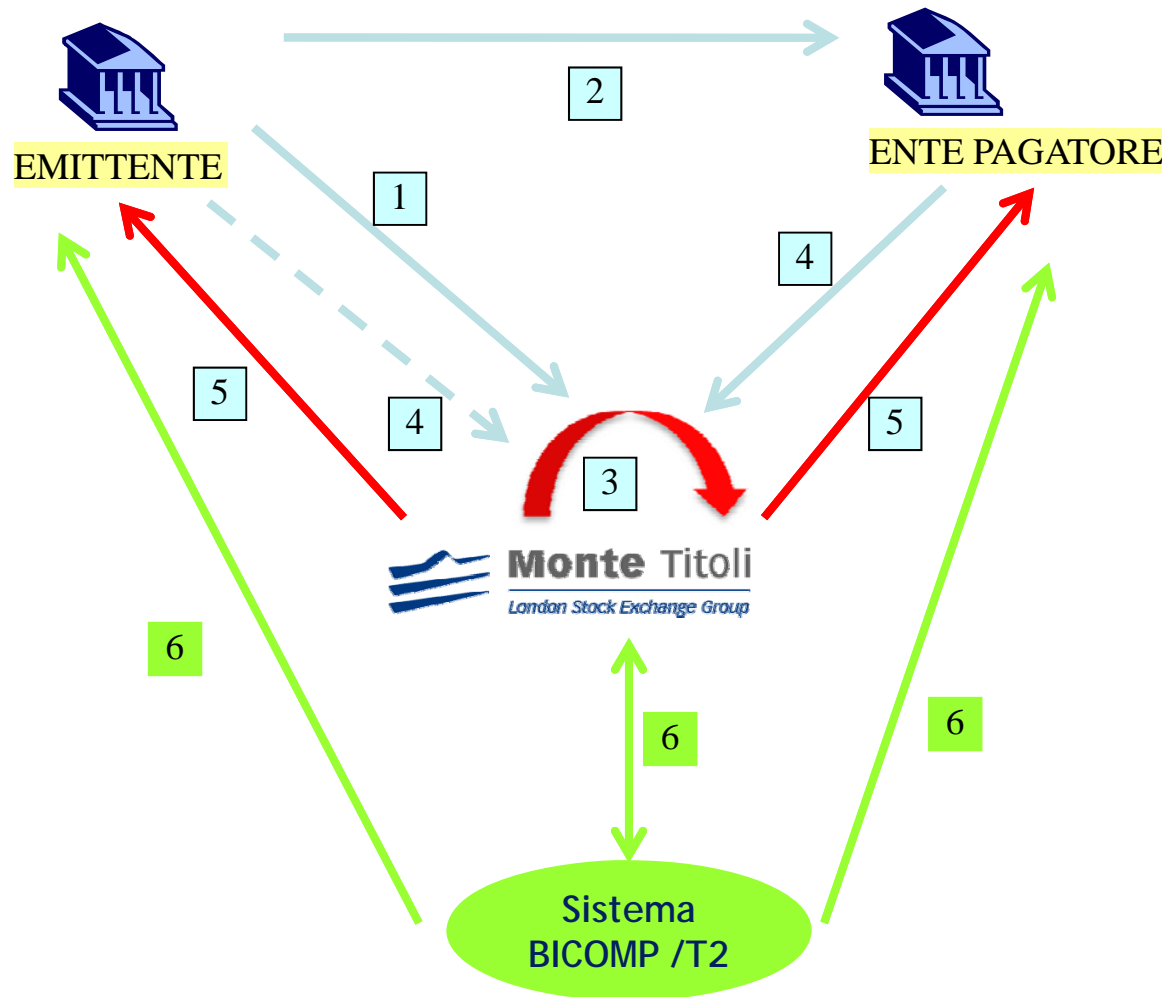 2
EMITTENTE
ENTE PAGATORE
1
4
5
4
5
3
Monte Titoli
London Stock Exchange Group
6
6
6
Sistema
BICOMP /T2